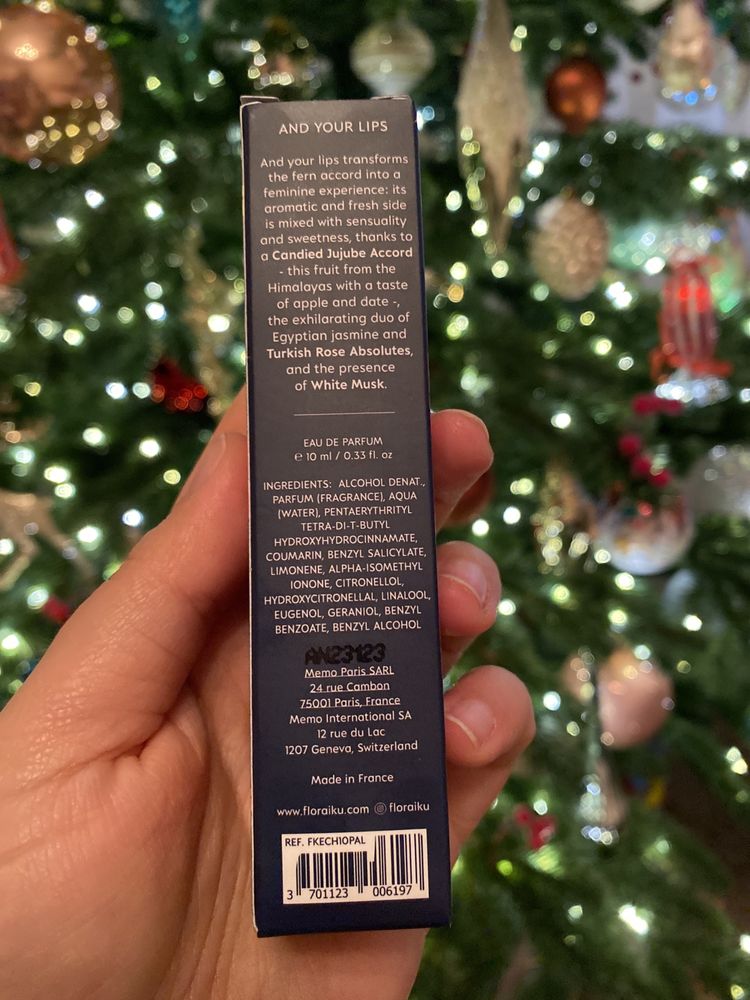 AND YOUR LIPS
And your lips transforms
the fern accord into a
feminine experience: its
aromatic and fresh side
is mixed with sensuality
and sweetness, thanks to
a Candied Jujube Accord
- this fruit from the
Himalayas with a taste
of apple and date -,
the exhilarating duo of
Egyptian jasmine and
Turkish Rose Absolutes,
and the presence
of White Musk.
EAU DE PARFUM
℮ 10 ml / 0.33 fl. oz
INGREDIENTS: ALCOHOL DENAT.,
PARFUM (FRAGRANCE), AQUA
(WATER), PENTAERYTHRITYL
TETRA-DI-T-BUTYL
HYDROXYHYDROCINNAMATE,
COUMARIN, BENZYL SALICYLATE,
LIMONENE, ALPHA-ISOMETHYL
IONONE, CITRONELLOL,
HYDROXYCITRONELLAL, LINALOOL,
EUGENOL, GERANIOL, BENZYL
BENZOATE, BENZYL ALCOHOL
AN23123
Memo Paris SARL
24 rue Cambon
75001 Paris, France
Memo International SA
12 rue du Lac
1207 Geneva, Switzerland
Made in France
www.floraiku.com floraiku
REF. FKECH10PAL
3 701123 006197